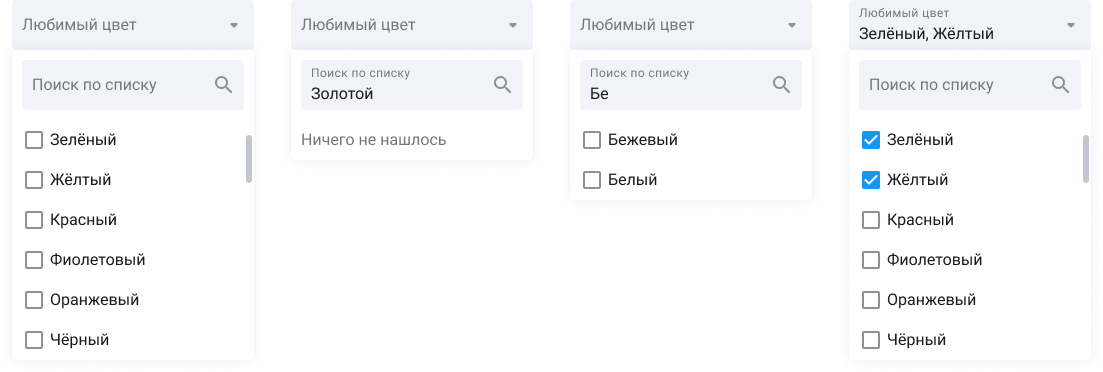 Любимый цвет
Поиск по списку
Зелёный
Жёлтый
Красный
Фиолетовый
Оранжевый
Чёрный
Любимый цвет
Поиск по списку
Золотой
Ничего не нашлось
Любимый цвет
Поиск по списку
Бе
Бежевый
Белый
Любимый цвет
Зелёный, Жёлтый
Поиск по списку
Зелёный
Жёлтый
Красный
Фиолетовый
Оранжевый
Чёрный